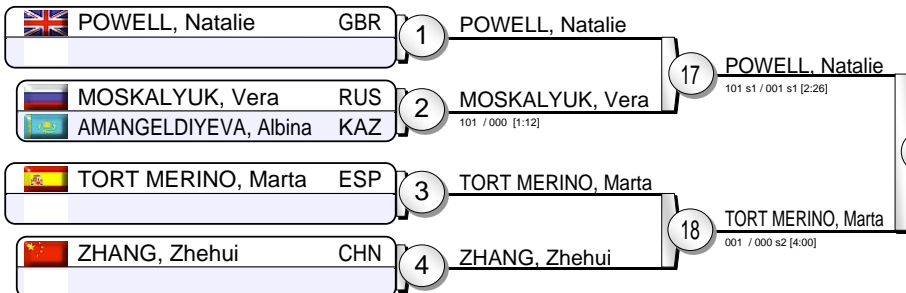 POWELL, Natalie GBR
1
POWELL, Natalie
MOSKALYUK, Vera RUS
AMANGELDIYEVA, Albina KAZ
2
MOSKALYUK, Vera
101 / 000 [1:12]
17
POWELL, Natalie
101 s1 / 001 s1 [2:26]
TORT MERINO, Marta ESP
3
TORT MERINO, Marta
ZHANG, Zhehui CHN
4
ZHANG, Zhehui
18
TORT MERINO, Marta
001 / 000 s2 [4:00]